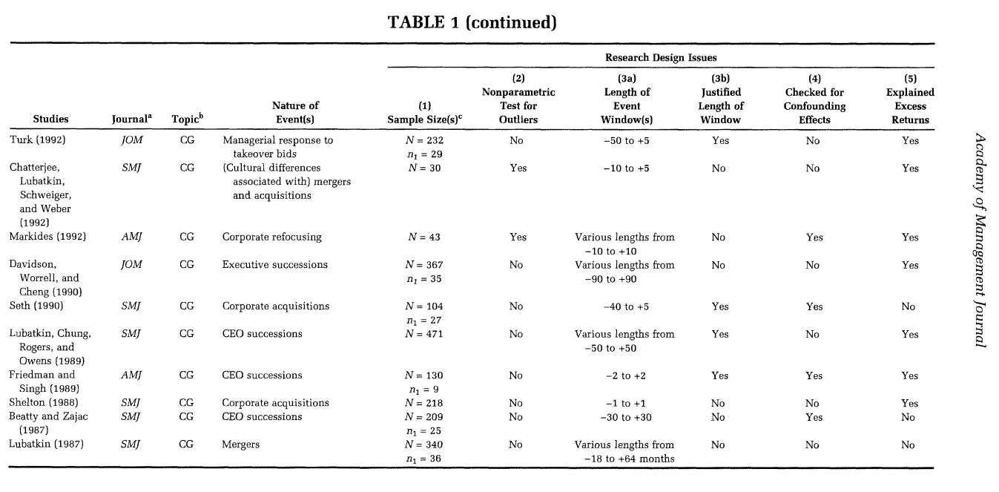 TABLE 1 (continued)
Research Design Issues
(2) (3a) (3b) (4) (5)
Nonparametric Length of Justified Checked for Explained
Nature of (1) Test for Event Length of Confounding Excess
Studies Journalᵃ Topicᵇ Event(s) Sample Size(s)ᶜ Outliers Window(s) Window Effects Returns
Turk (1992) JOM CG Managerial response to N = 232 No −50 to +5 Yes No Yes
takeover bids n₁ = 29
Chatterjee, SMJ CG (Cultural differences N = 30 Yes −10 to +5 No No Yes
Lubatkin, associated with) mergers
Schweiger, and acquisitions
and Weber
(1992)
Markides (1992) AMJ CG Corporate refocusing N = 43 Yes Various lengths from No Yes Yes
−10 to +10
Davidson, JOM CG Executive successions N = 367 No Various lengths from No No Yes
Worrell, and n₁ = 35 −90 to +90
Cheng (1990)
Seth (1990) SMJ CG Corporate acquisitions N = 104 No −40 to +5 Yes Yes No
n₁ = 27
Lubatkin, Chung, SMJ CG CEO successions N = 471 No Various lengths from Yes No Yes
Rogers, and −50 to +50
Owens (1989)
Friedman and AMJ CG CEO successions N = 130 No −2 to +2 Yes Yes Yes
Singh (1989) n₁ = 9
Shelton (1988) SMJ CG Corporate acquisitions N = 218 No −1 to +1 No No Yes
Beatty and Zajac SMJ CG CEO successions N = 209 No −30 to +30 No Yes No
(1987) n₁ = 25
Lubatkin (1987) SMJ CG Mergers N = 340 No Various lengths from No No No
n₁ = 36 −18 to +64 months
Academy of Management Journal